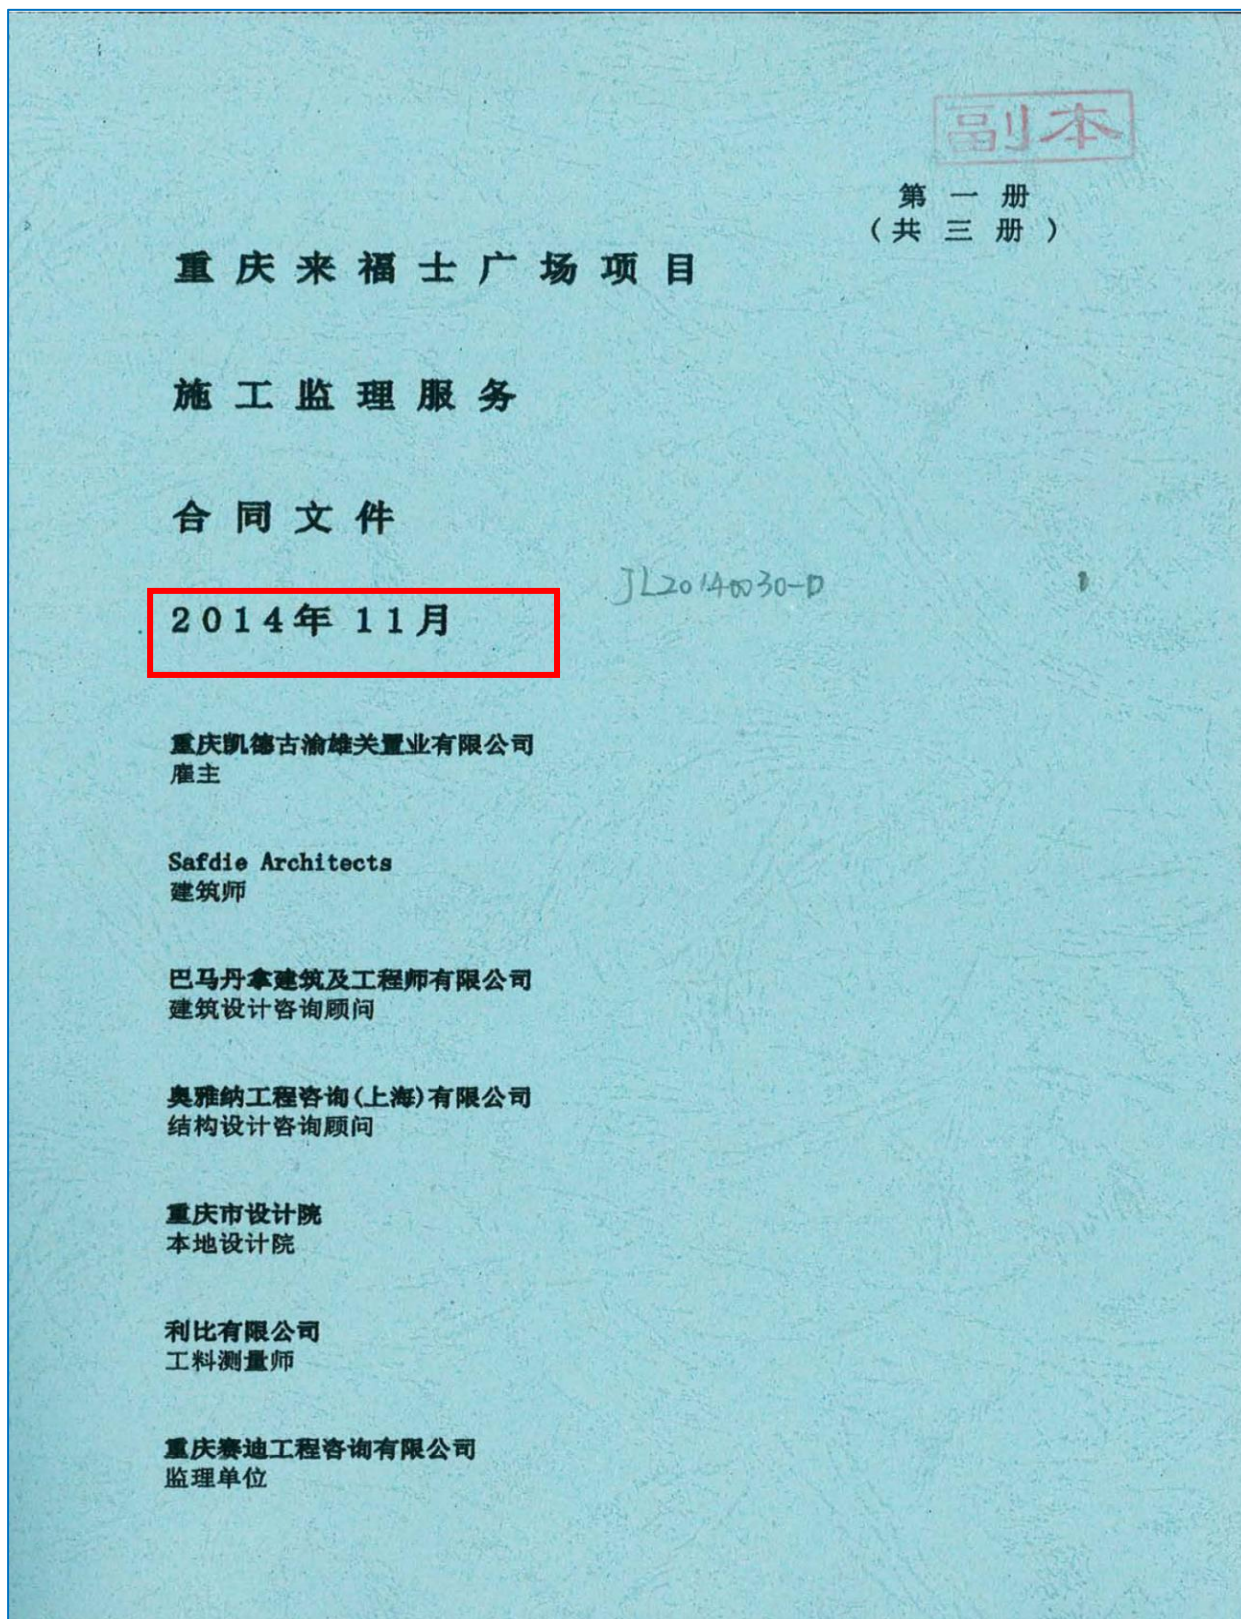 副本
第一册
（共三册）
重庆来福士广场项目
施工监理服务
合同文件
JL20140030-D
2014年 11月
重庆凯德古渝雄关置业有限公司
雇主
Safdie Architects
建筑师
巴马丹拿建筑及工程师有限公司
建筑设计咨询顾问
奥雅纳工程咨询(上海)有限公司
结构设计咨询顾问
重庆市设计院
本地设计院
利比有限公司
工料测量师
重庆赛迪工程咨询有限公司
监理单位